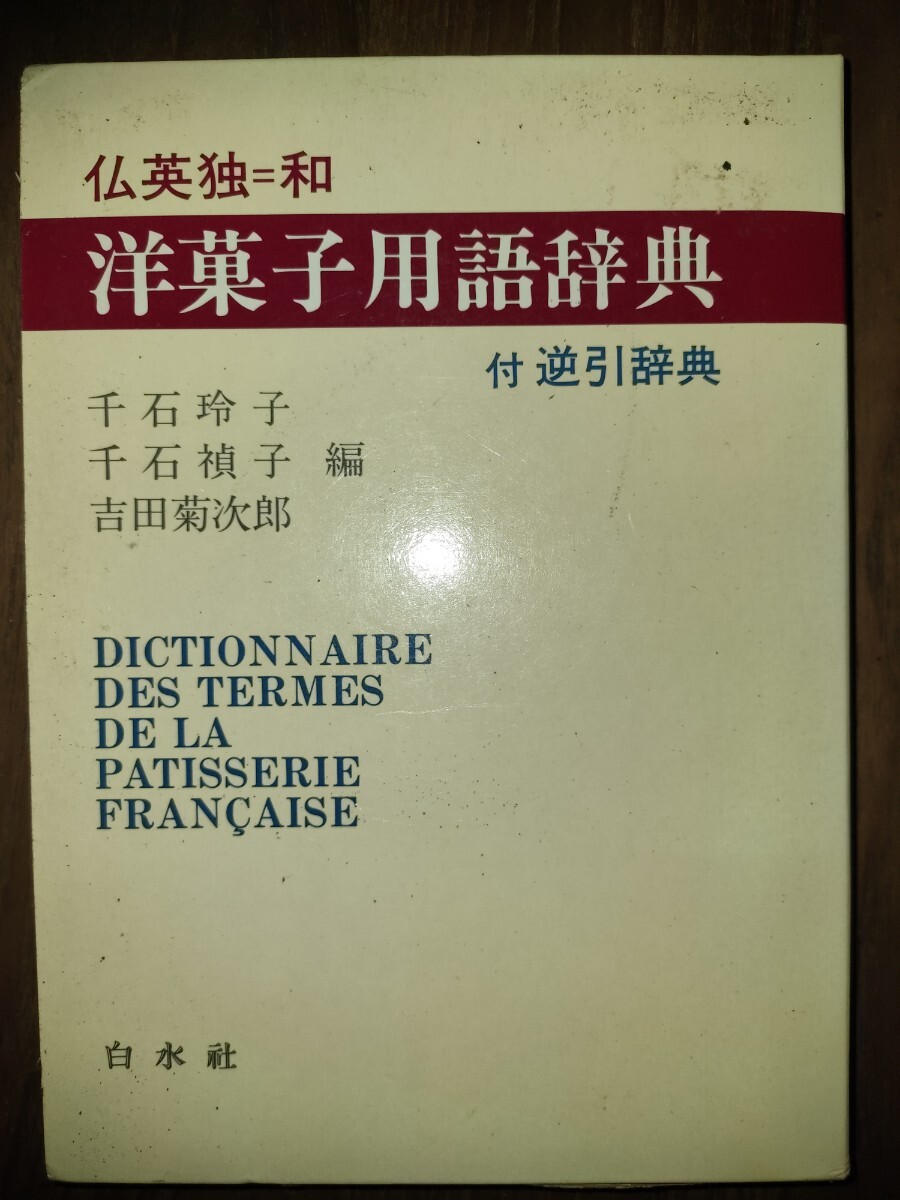 仏英独=和
洋菓子用語辞典
付 逆引辞典
千石玲子
千石禎子 編
吉田菊次郎
DICTIONNAIRE
DES TERMES
DE LA
PATISSERIE
FRANÇAISE
白水社